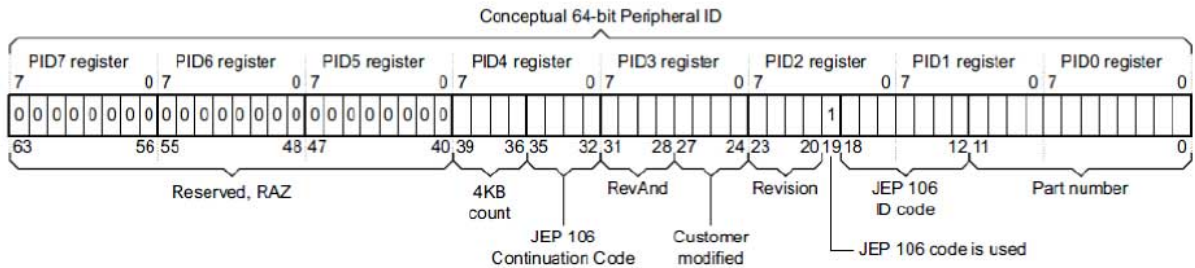 Conceptual 64-bit Peripheral ID
PID7 register PID6 register PID5 register PID4 register PID3 register PID2 register PID1 register PID0 register
7 0 7 0 7 0 7 0 7 0 7 0 7 0 7 0
0 0 0 0 0 0 0 0 0 0 0 0 0 0 0 0 0 0 0 0 0 0 0 0 1
63 56 55 48 47 40 39 36 35 32 31 28 27 24 23 20 19 18 12 11 0
Reserved, RAZ 4KB count RevAnd Revision JEP 106 ID code Part number
JEP 106 Continuation Code Customer modified JEP 106 code is used